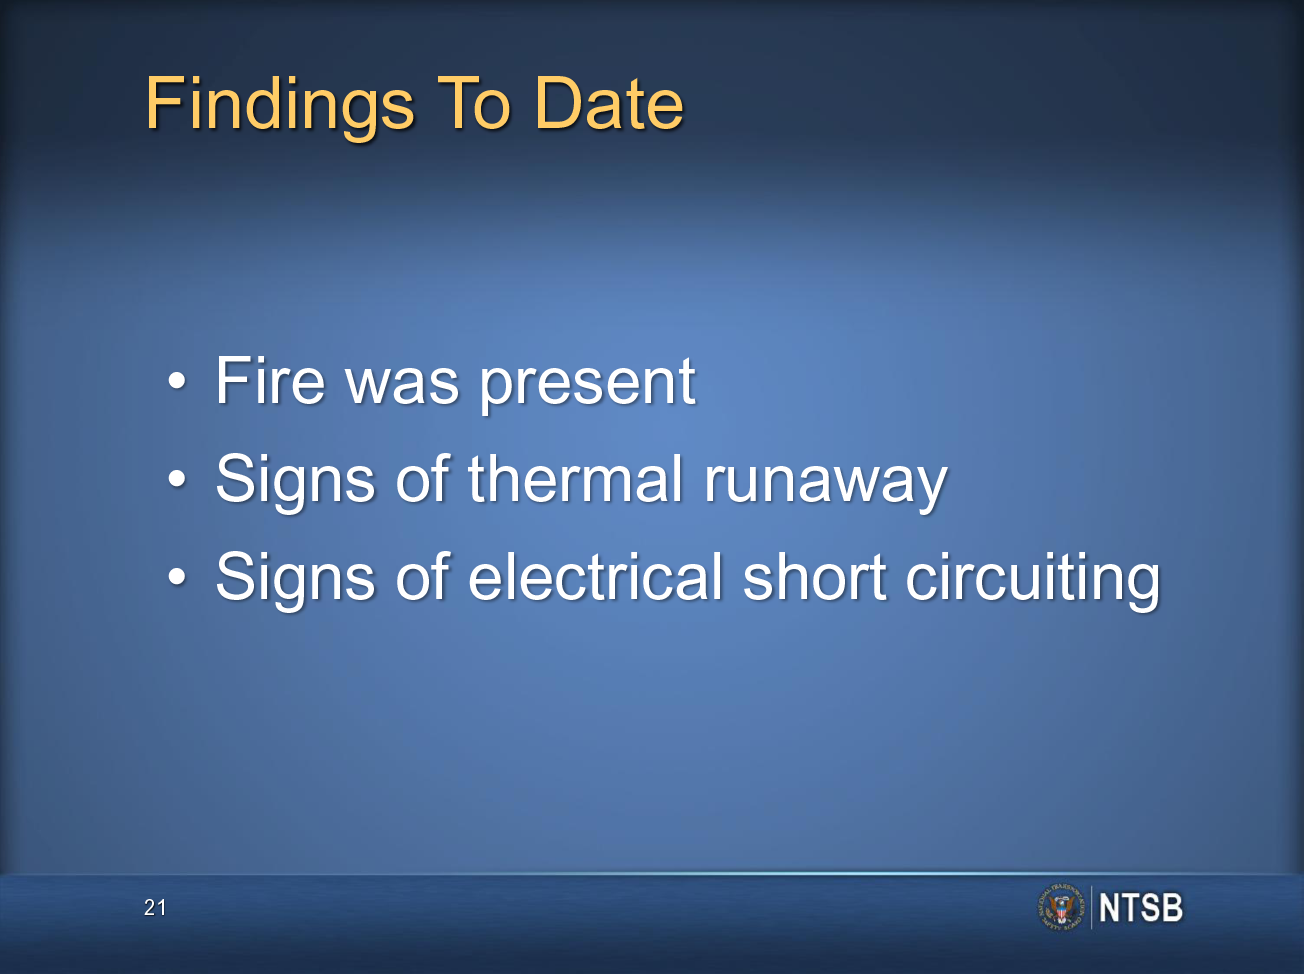 Findings To Date
• Fire was present
• Signs of thermal runaway
• Signs of electrical short circuiting
21
NTSB